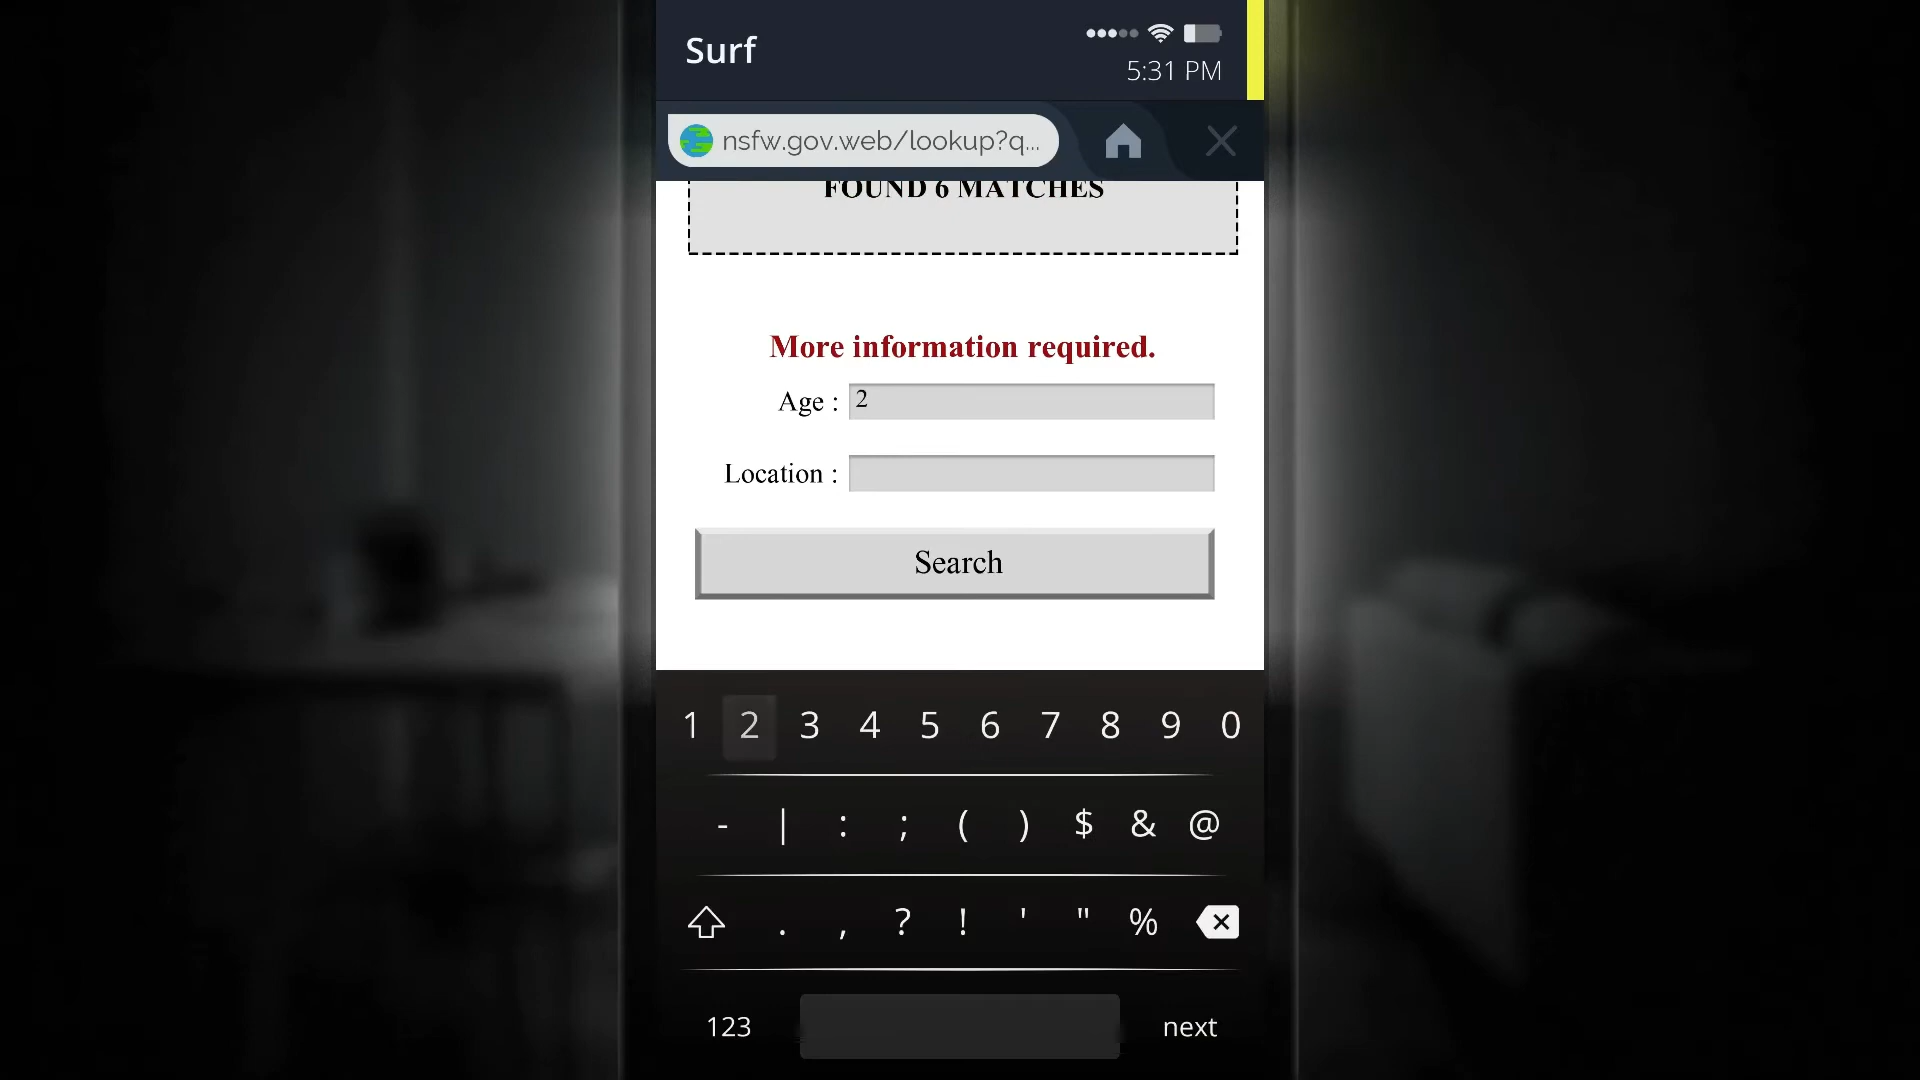 Surf
5:31 PM
nsfw.gov.web/lookup?q...
FOUND 6 MATCHES
More information required.
Age : 2
Location :
Search
1 2 3 4 5 6 7 8 9 0
- | : ; ( ) $ & @
. , ? ! ' " %
123 next